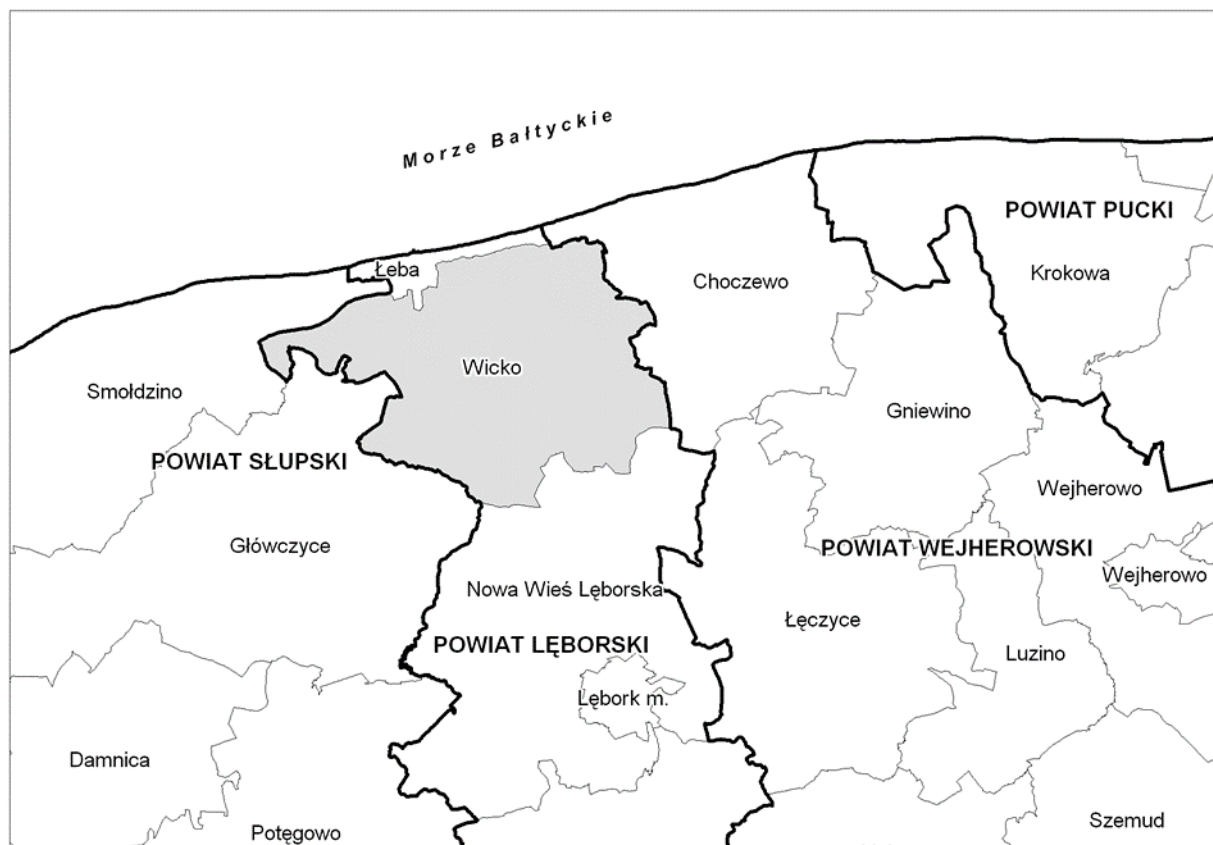 Morze Bałtyckie
POWIAT PUCKI
Łeba
Choczewo
Krokowa
Wicko
Smołdzino
Gniewino
POWIAT SŁUPSKI
Wejherowo
Główczyce
POWIAT WEJHEROWSKI
Wejherowo
Nowa Wieś Lęborska
Łęczyce
POWIAT LĘBORSKI
Luzino
Lębork m.
Damnica
Szemud
Potęgowo